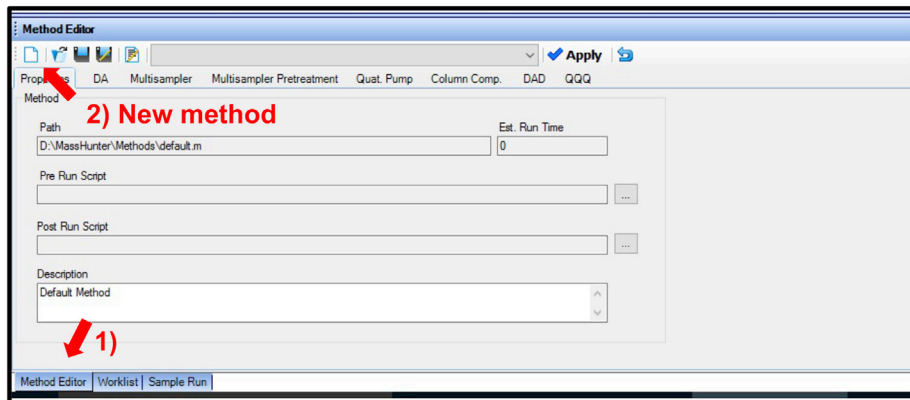 Method Editor
Apply
Properties DA Multisampler Multisampler Pretreatment Quat. Pump Column Comp. DAD QQQ
Method
2) New method
Path Est. Run Time
D:\MassHunter\Methods\default.m 0
Pre Run Script
...
Post Run Script
...
Description
Default Method
1)
Method Editor Worklist Sample Run